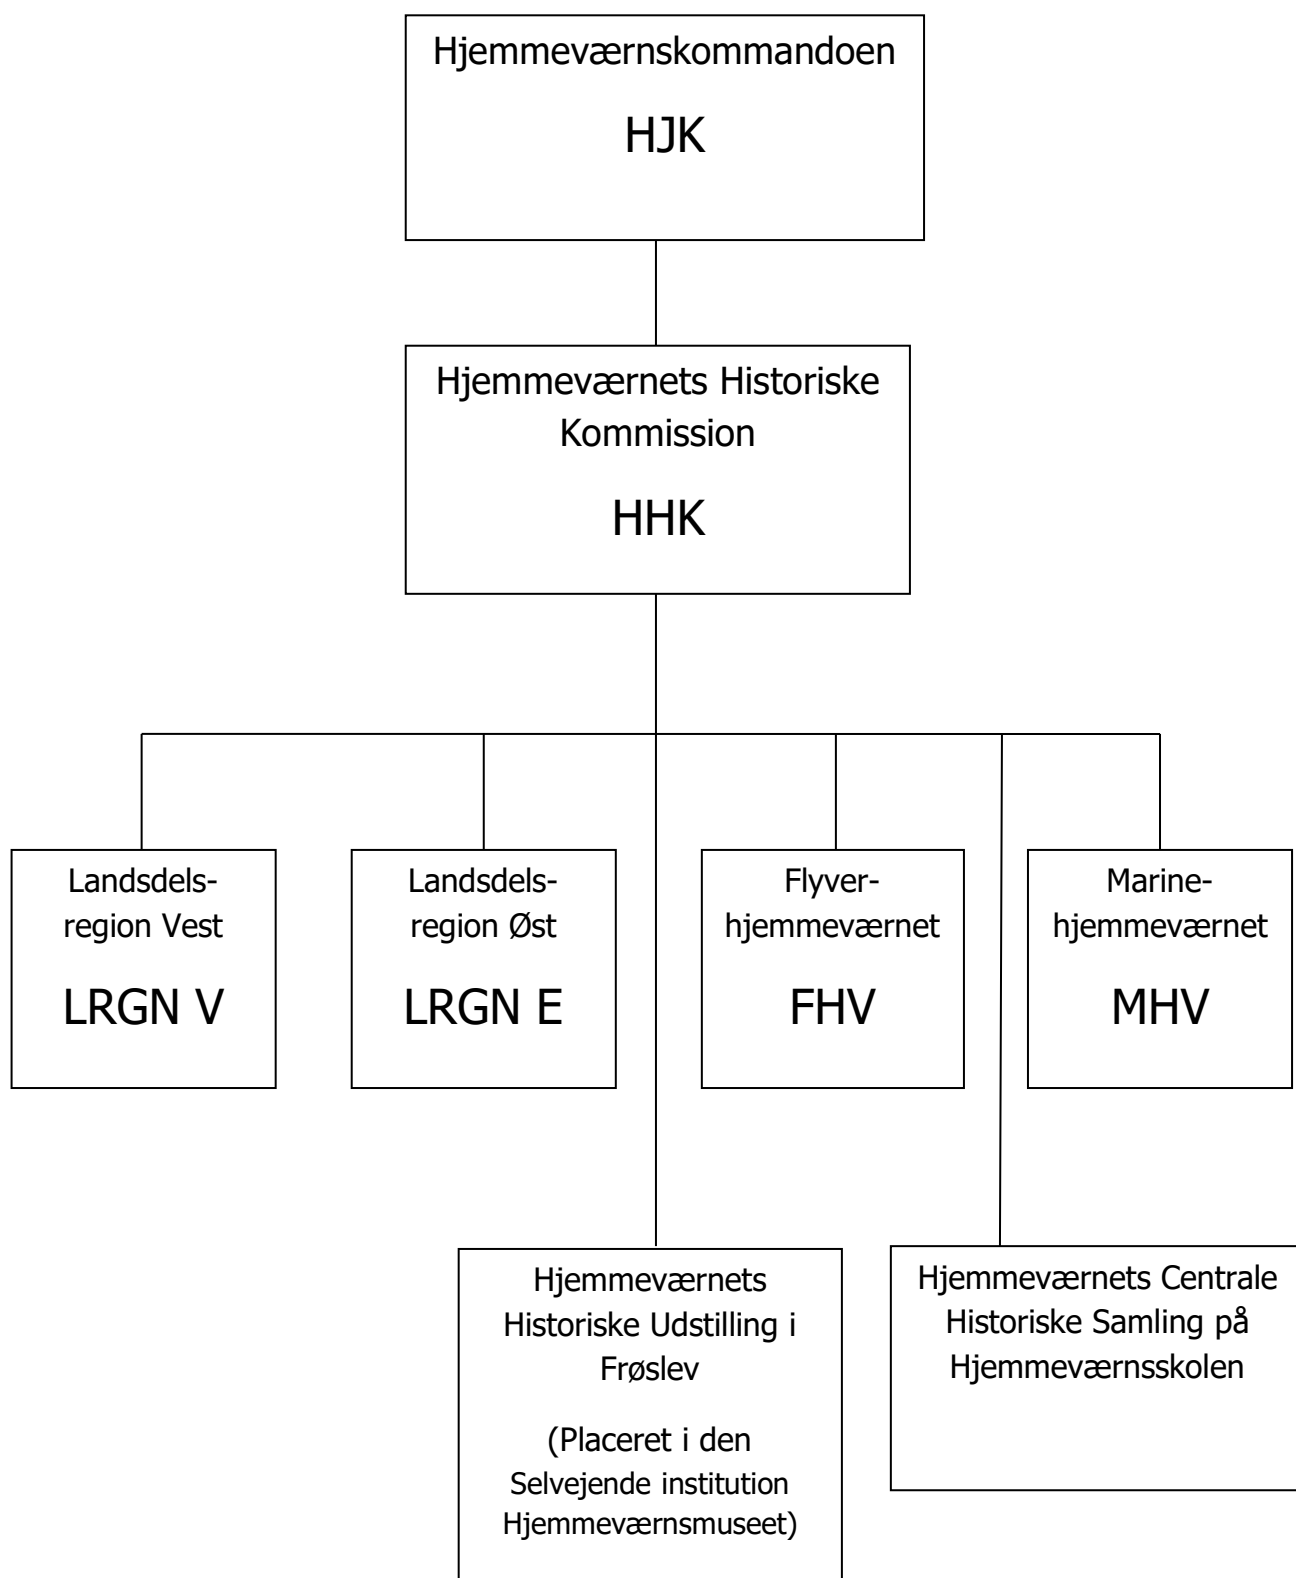 Hjemmeværnskommandoen
HJK
Hjemmeværnets Historiske
Kommission
HHK
Landsdels-
region Vest
LRGN V
Landsdels-
region Øst
LRGN E
Flyver-
hjemmeværnet
FHV
Marine-
hjemmeværnet
MHV
Hjemmeværnets
Historiske Udstilling i
Frøslev
(Placeret i den
Selvejende institution
Hjemmeværnsmuseet)
Hjemmeværnets Centrale
Historiske Samling på
Hjemmeværnsskolen